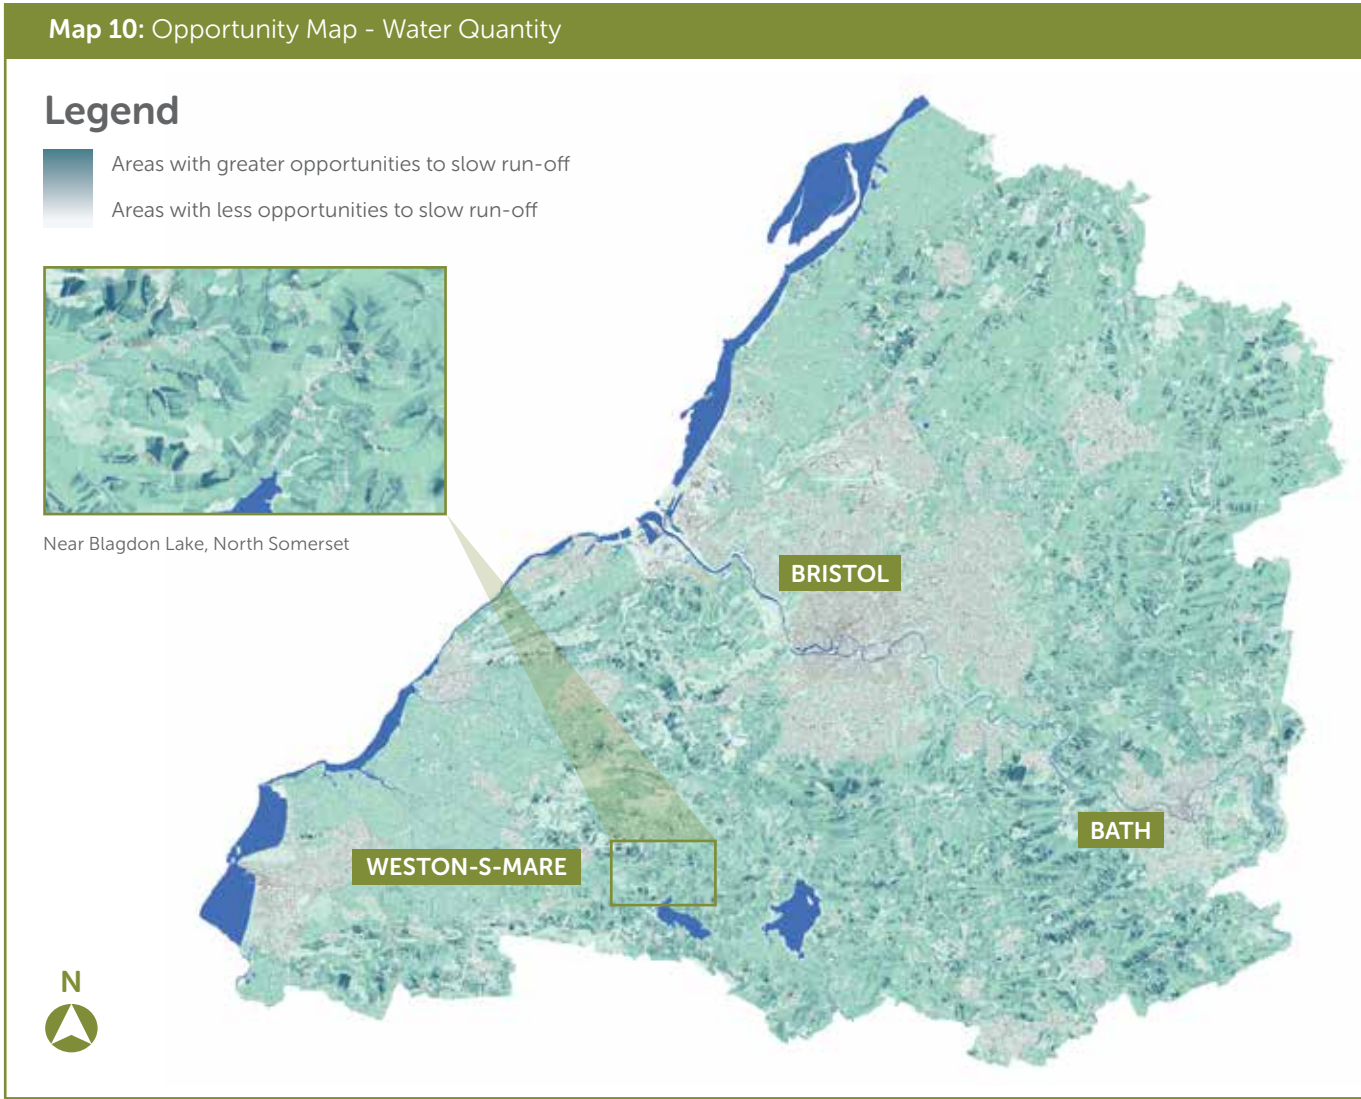 Map 10: Opportunity Map - Water Quantity
Legend
Areas with greater opportunities to slow run-off
Areas with less opportunities to slow run-off
Near Blagdon Lake, North Somerset
BRISTOL
BATH
WESTON-S-MARE
N